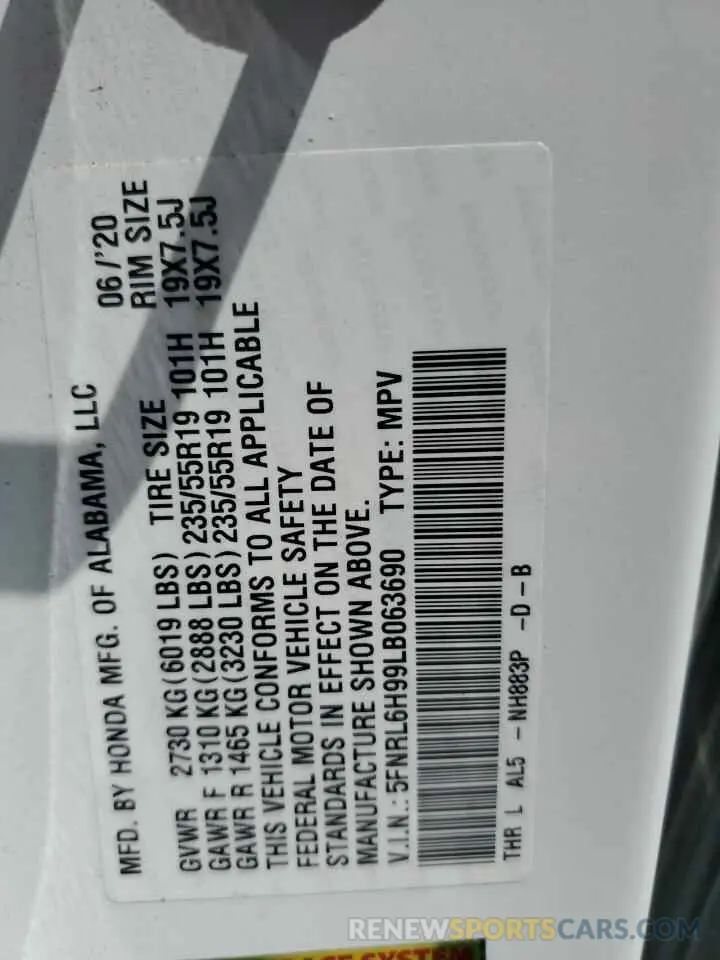 MFD. BY HONDA MFG. OF ALABAMA, LLC 06/'20
GVWR 2730 KG(6019 LBS) TIRE SIZE RIM SIZE
GAWR F 1310 KG(2888 LBS)235/55R19 101H 19X7.5J
GAWR R 1465 KG(3230 LBS)235/55R19 101H 19X7.5J
THIS VEHICLE CONFORMS TO ALL APPLICABLE
FEDERAL MOTOR VEHICLE SAFETY
STANDARDS IN EFFECT ON THE DATE OF
MANUFACTURE SHOWN ABOVE.
V.I.N.:5FNRL6H99LB063690 TYPE: MPV
THR L AL5 -NH883P -D-B
SYSTEM
RENEWSPORTSCARS.COM